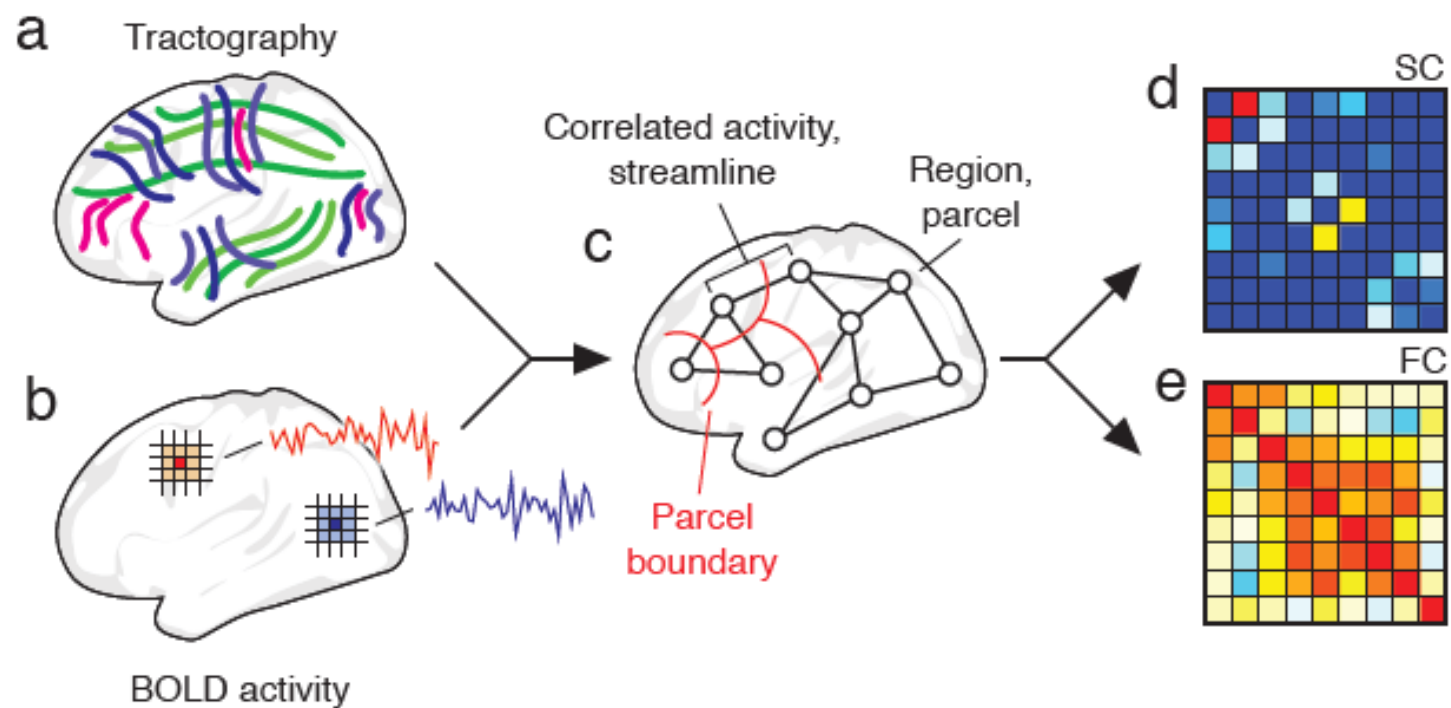 a
Tractography
b
BOLD activity
c
Correlated activity,
streamline
Region,
parcel
Parcel
boundary
d
SC
e
FC